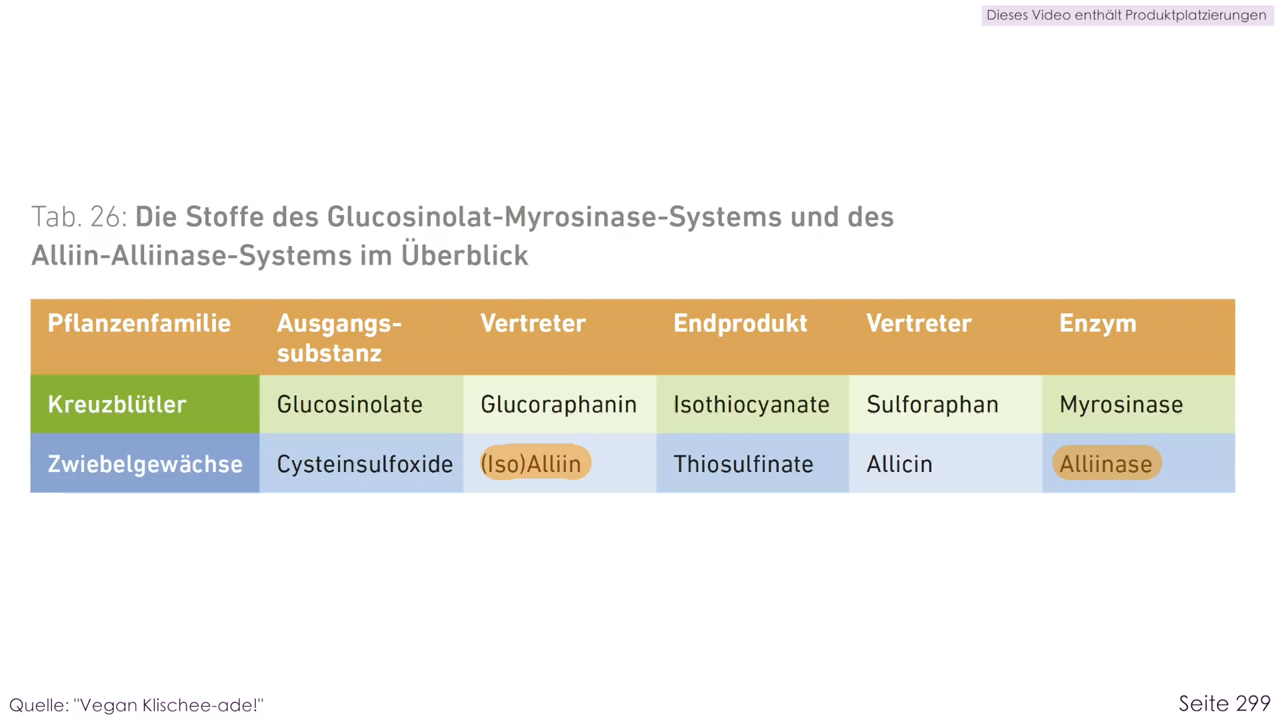 Dieses Video enthält Produktplatzierungen
Tab. 26: Die Stoffe des Glucosinolat-Myrosinase-Systems und des
Alliin-Alliinase-Systems im Überblick
Pflanzenfamilie Ausgangs- Vertreter Endprodukt Vertreter Enzym
substanz
Kreuzblütler Glucosinolate Glucoraphanin Isothiocyanate Sulforaphan Myrosinase
Zwiebelgewächse Cysteinsulfoxide (Iso)Alliin Thiosulfinate Allicin Alliinase
Quelle: "Vegan Klischee-ade!" Seite 299